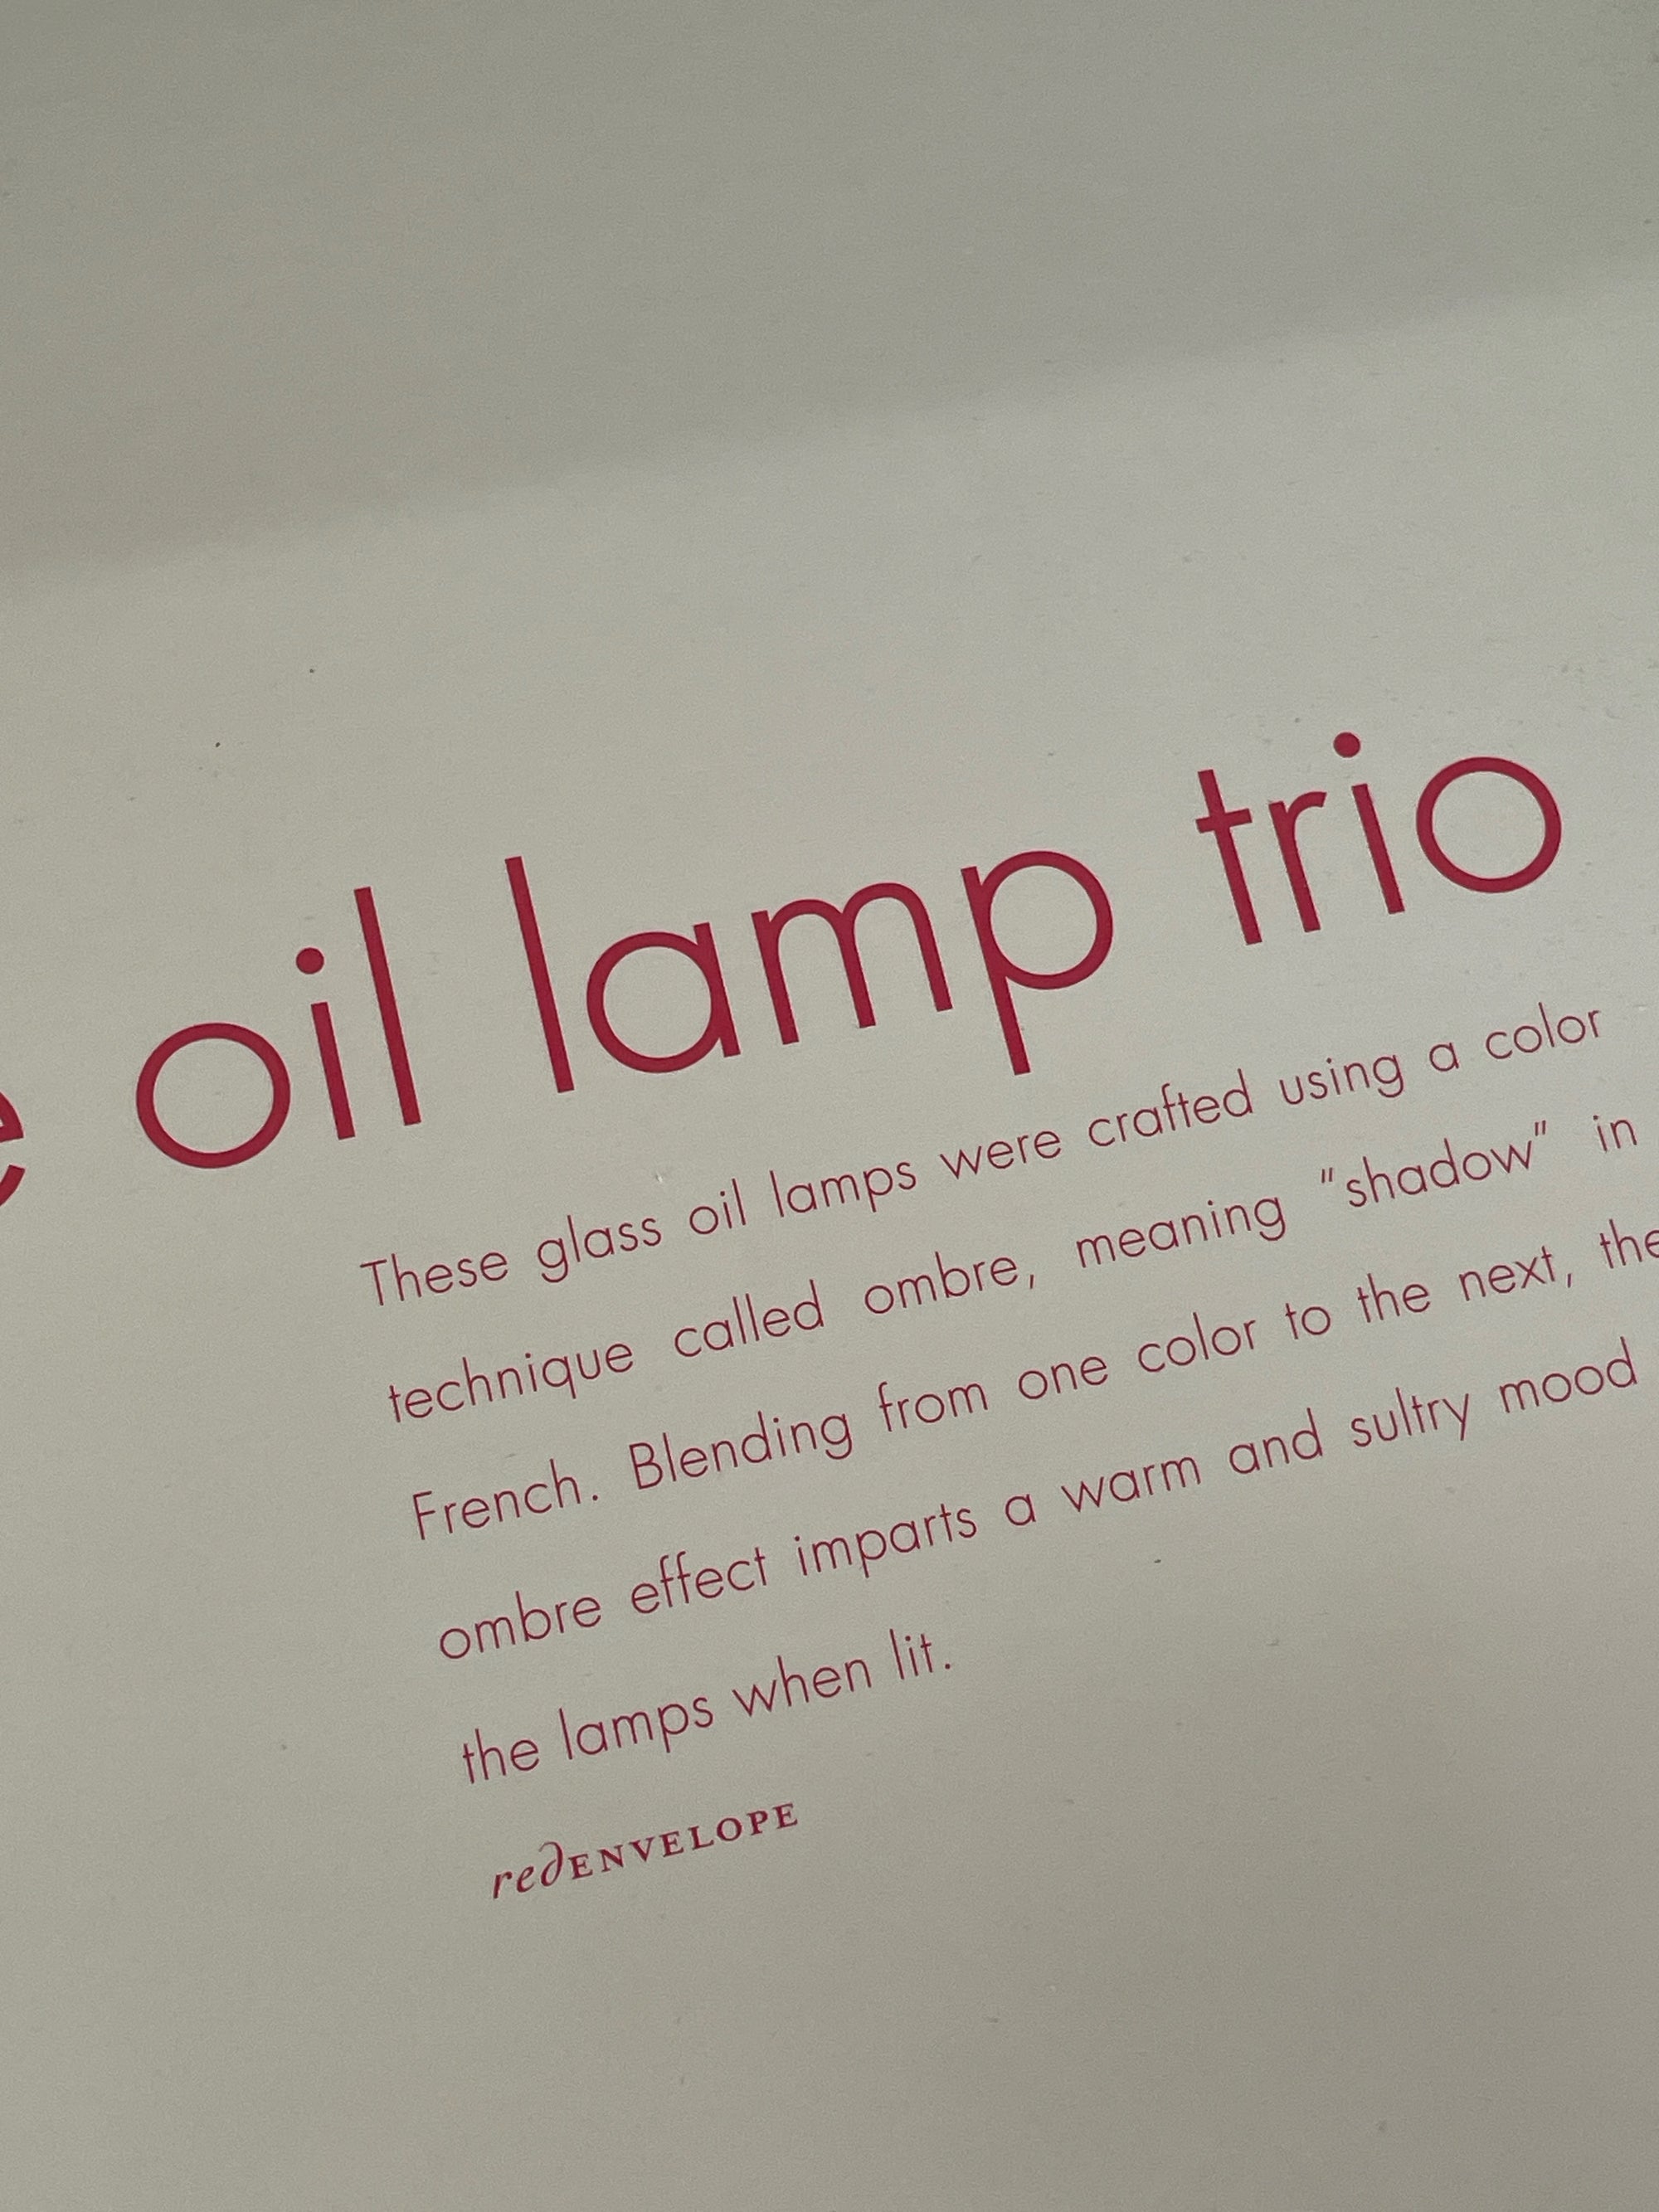 e oil lamp trio
These glass oil lamps were crafted using a color
technique called ombre, meaning "shadow" in
French. Blending from one color to the next, the
ombre effect imparts a warm and sultry mood
the lamps when lit.
redENVELOPE